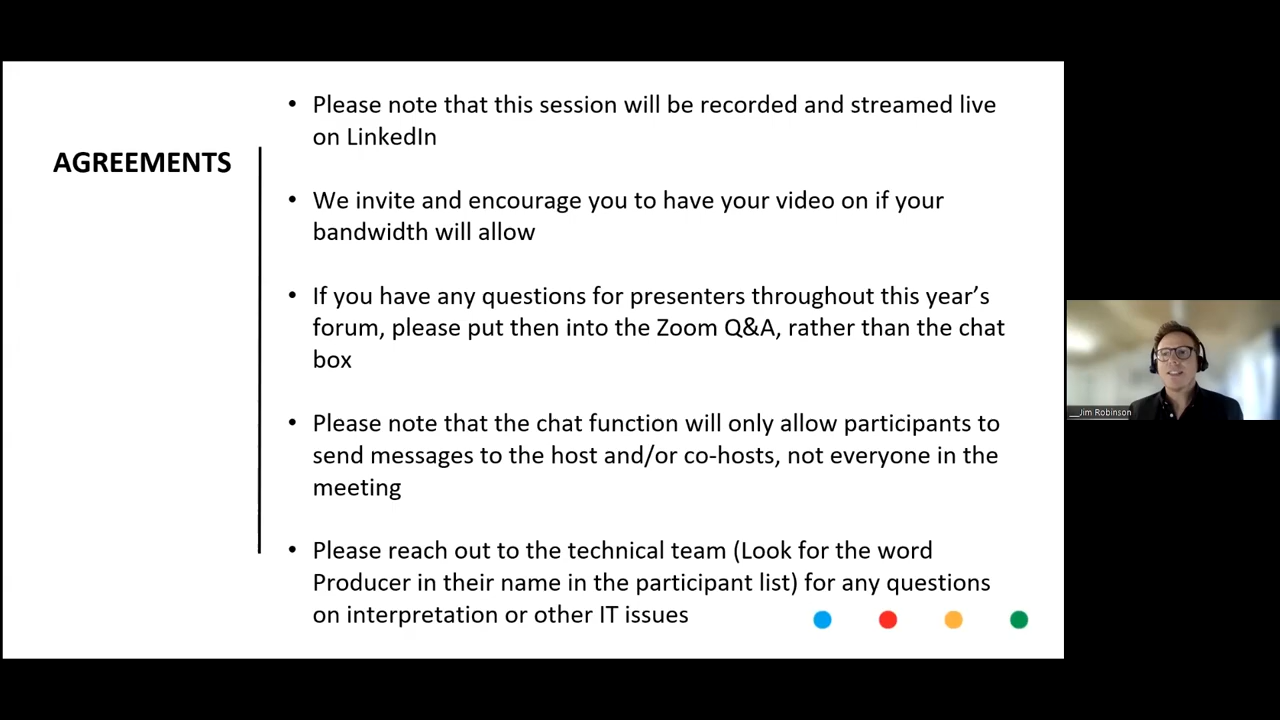 AGREEMENTS
• Please note that this session will be recorded and streamed live
on LinkedIn
• We invite and encourage you to have your video on if your
bandwidth will allow
• If you have any questions for presenters throughout this year’s
forum, please put then into the Zoom Q&A, rather than the chat
box
• Please note that the chat function will only allow participants to
send messages to the host and/or co-hosts, not everyone in the
meeting
• Please reach out to the technical team (Look for the word
Producer in their name in the participant list) for any questions
on interpretation or other IT issues
__Jim Robinson